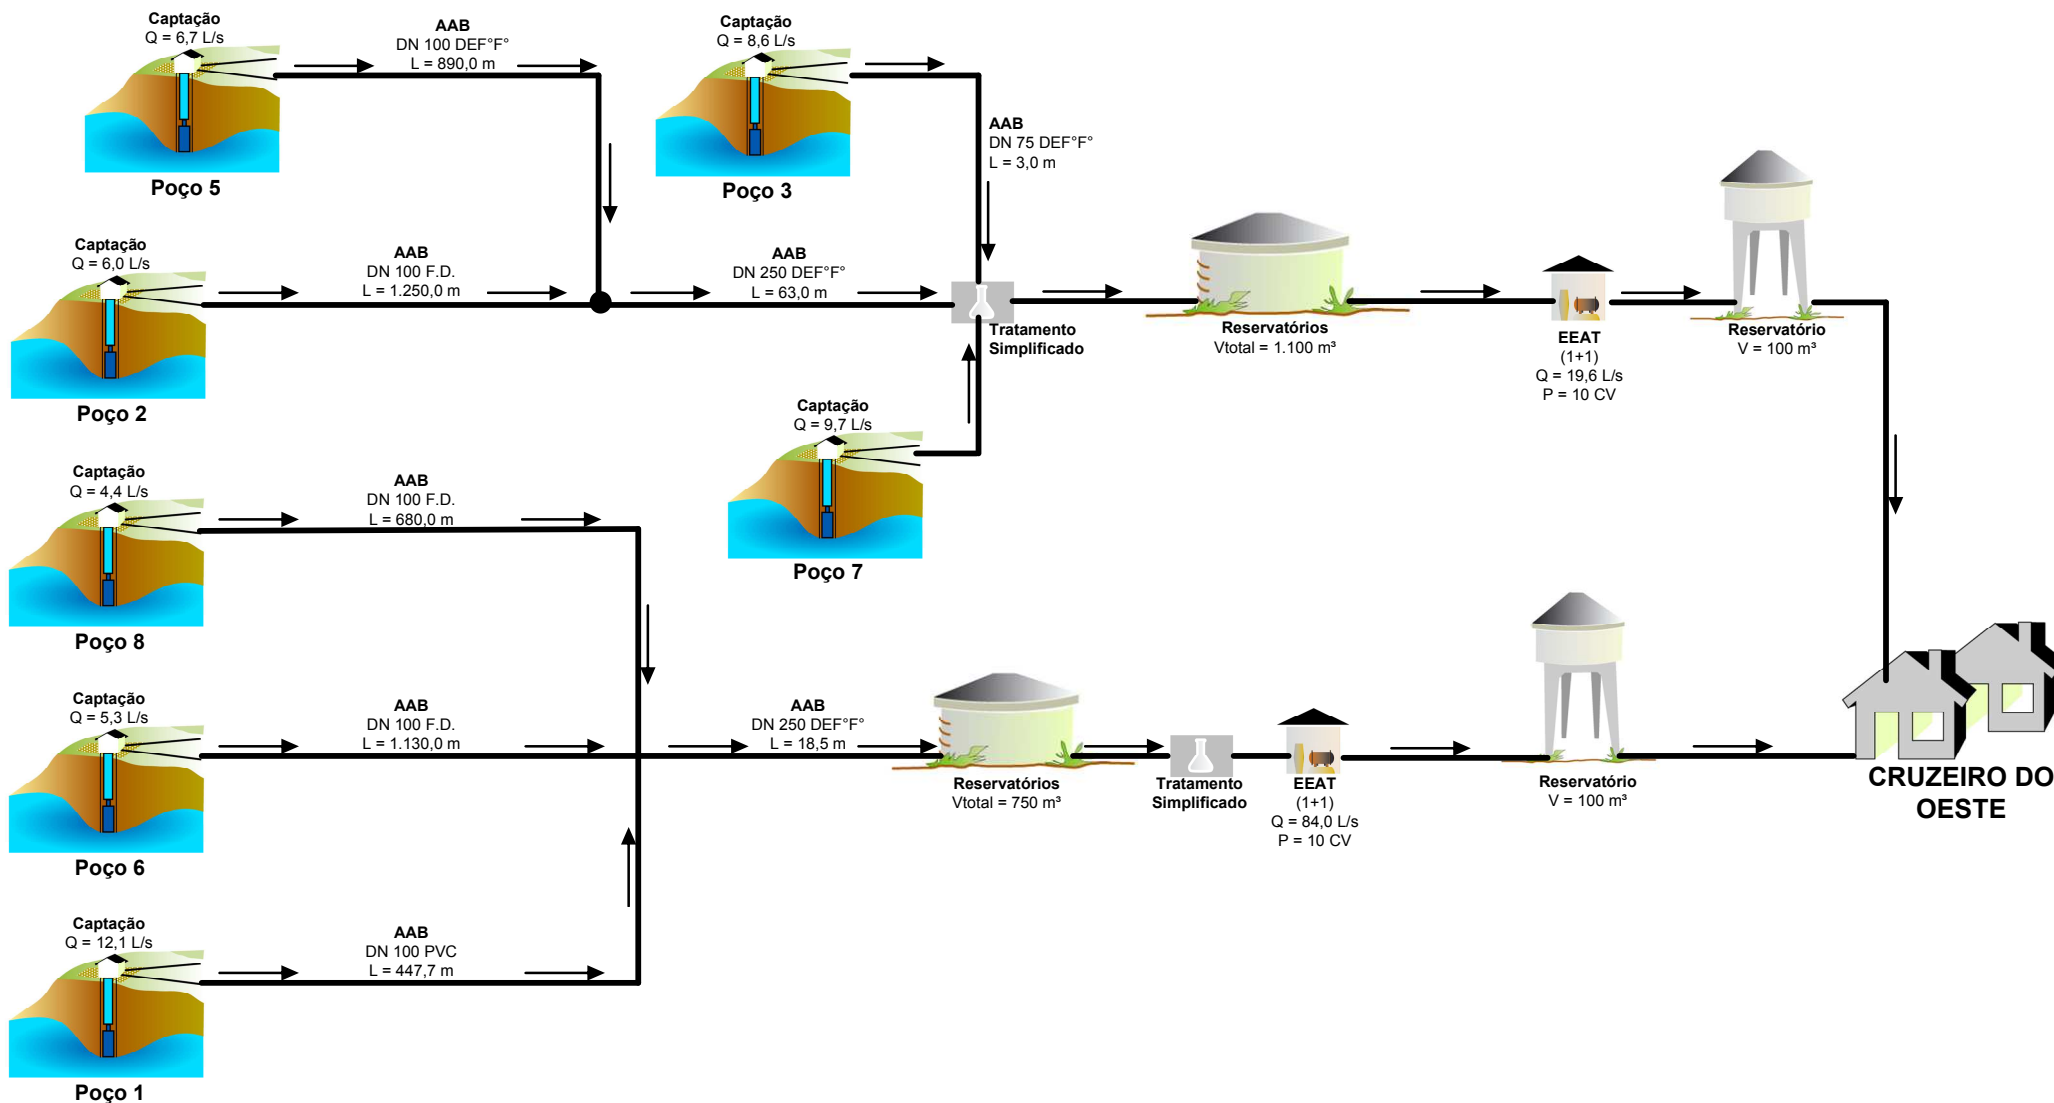 Captação
Q = 6,7 L/s
Poço 5
AAB
DN 100 DEF°F°
L = 890,0 m
Captação
Q = 8,6 L/s
Poço 3
AAB
DN 75 DEF°F°
L = 3,0 m
Captação
Q = 6,0 L/s
Poço 2
AAB
DN 100 F.D.
L = 1.250,0 m
AAB
DN 250 DEF°F°
L = 63,0 m
Tratamento
Simplificado
Reservatórios
Vtotal = 1.100 m³
EEAT
(1+1)
Q = 19,6 L/s
P = 10 CV
Reservatório
V = 100 m³
Captação
Q = 9,7 L/s
Poço 7
Captação
Q = 4,4 L/s
Poço 8
AAB
DN 100 F.D.
L = 680,0 m
Captação
Q = 5,3 L/s
Poço 6
AAB
DN 100 F.D.
L = 1.130,0 m
AAB
DN 250 DEF°F°
L = 18,5 m
Reservatórios
Vtotal = 750 m³
Tratamento
Simplificado
EEAT
(1+1)
Q = 84,0 L/s
P = 10 CV
Reservatório
V = 100 m³
CRUZEIRO DO
OESTE
Captação
Q = 12,1 L/s
Poço 1
AAB
DN 100 PVC
L = 447,7 m